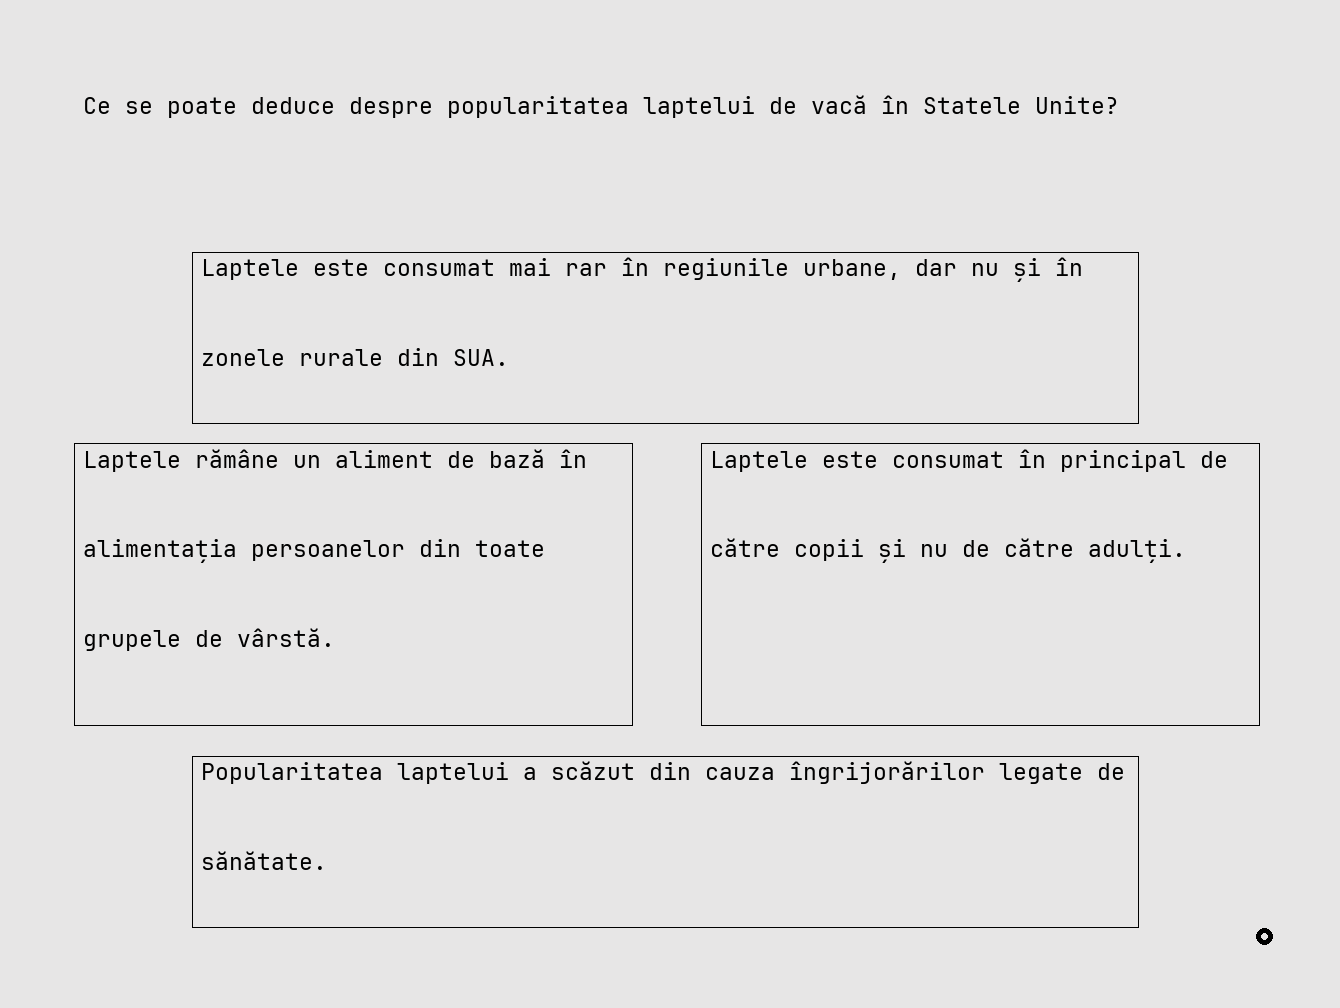 Ce se poate deduce despre popularitatea laptelui de vacă în Statele Unite?
Laptele este consumat mai rar în regiunile urbane, dar nu și în
zonele rurale din SUA.
Laptele rămâne un aliment de bază în
alimentația persoanelor din toate
grupele de vârstă.
Laptele este consumat în principal de
către copii și nu de către adulți.
Popularitatea laptelui a scăzut din cauza îngrijorărilor legate de
sănătate.